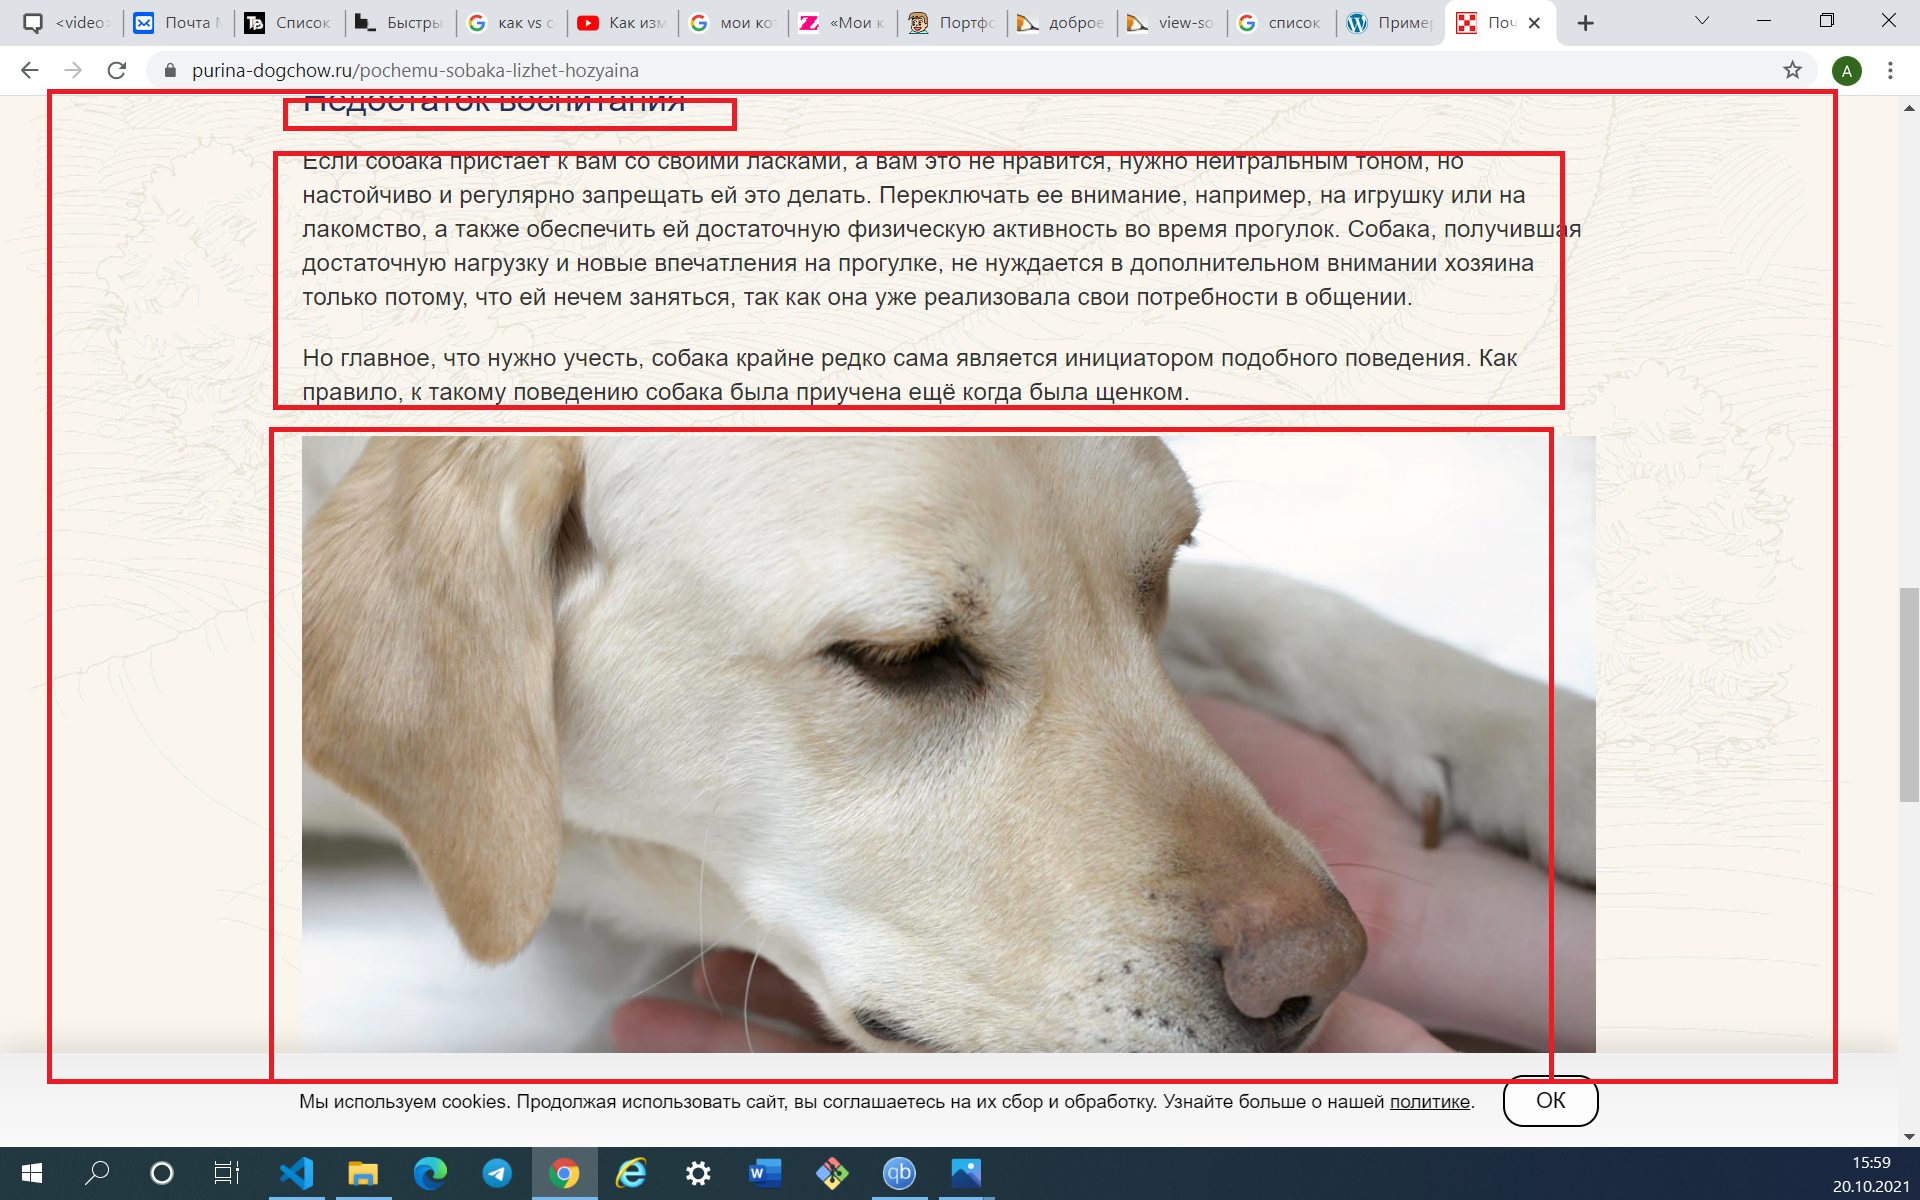 <video>
Почта М
Список
Быстры
как vs c
Как изм
мои кот
«Мои к
Портфо
доброе
view-so
список
Пример
Поч
purina-dogchow.ru/pochemu-sobaka-lizhet-hozyaina
A
Недостаток воспитания
Если собака пристает к вам со своими ласками, а вам это не нравится, нужно нейтральным тоном, но
настойчиво и регулярно запрещать ей это делать. Переключать ее внимание, например, на игрушку или на
лакомство, а также обеспечить ей достаточную физическую активность во время прогулок. Собака, получившая
достаточную нагрузку и новые впечатления на прогулке, не нуждается в дополнительном внимании хозяина
только потому, что ей нечем заняться, так как она уже реализовала свои потребности в общении.
Но главное, что нужно учесть, собака крайне редко сама является инициатором подобного поведения. Как
правило, к такому поведению собака была приучена ещё когда была щенком.
Мы используем cookies. Продолжая использовать сайт, вы соглашаетесь на их сбор и обработку. Узнайте больше о нашей политике.
ОК
15:59
20.10.2021